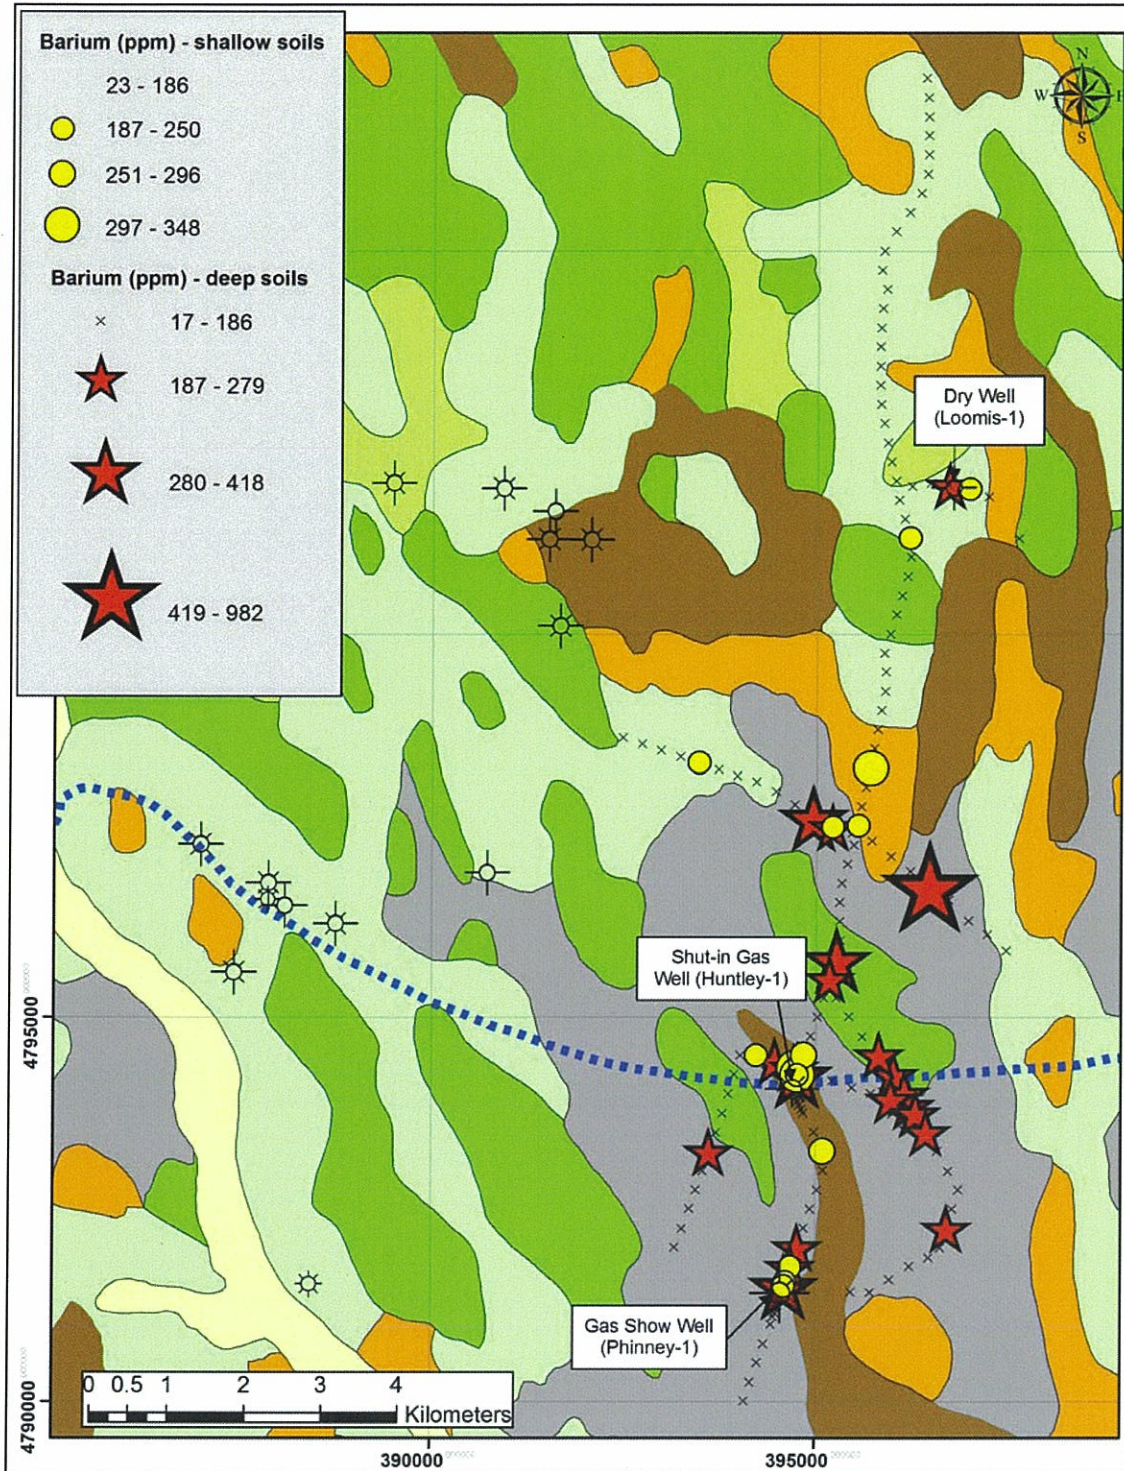 Barium (ppm) - shallow soils
23 - 186
187 - 250
251 - 296
297 - 348
Barium (ppm) - deep soils
17 - 186
187 - 279
280 - 418
419 - 982
N
W
E
S
Dry Well
(Loomis-1)
Shut-in Gas
Well (Huntley-1)
Gas Show Well
(Phinney-1)
4795000
4790000
0 0.5 1 2 3 4
Kilometers
390000
395000